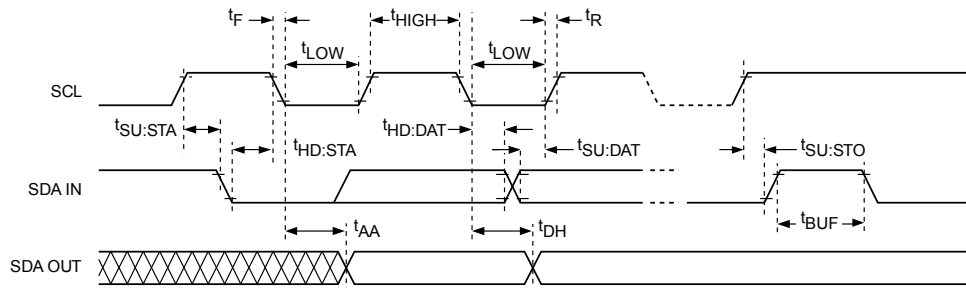 tF
tHIGH
tR
tLOW
tLOW
SCL
tSU:STA
tHD:STA
tHD:DAT
tSU:DAT
tSU:STO
SDA IN
tAA
tDH
tBUF
SDA OUT